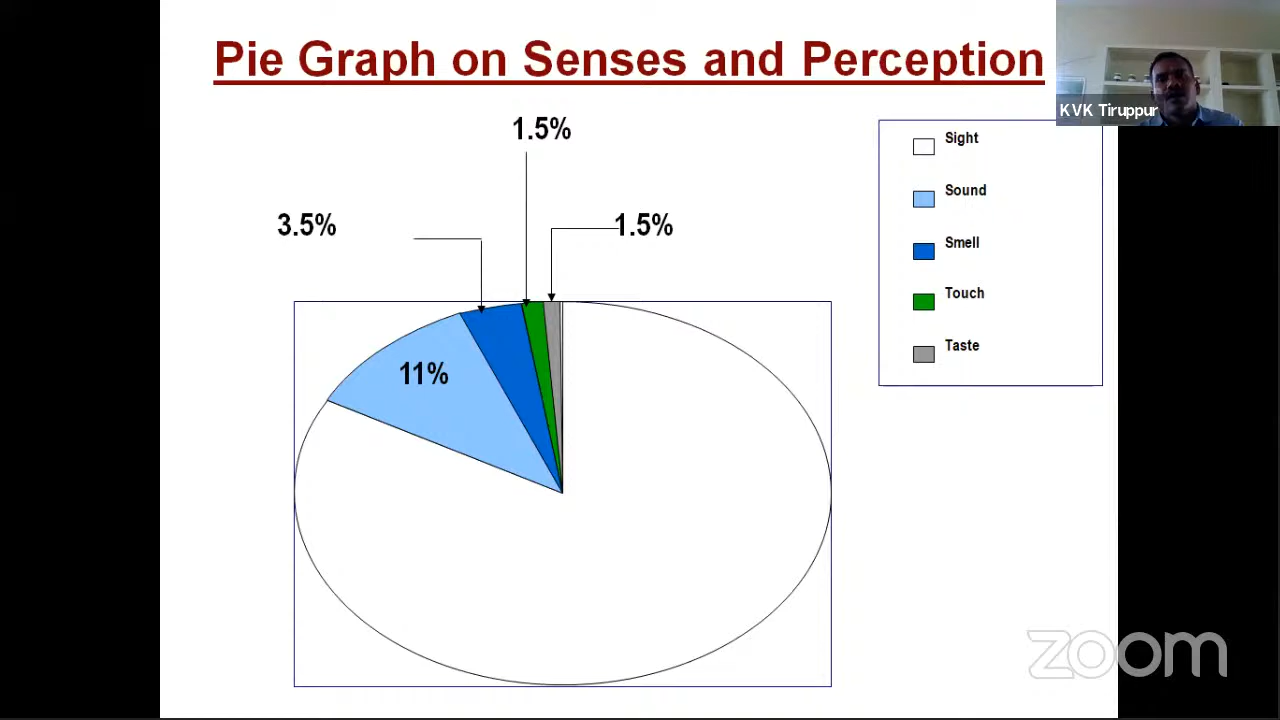 Pie Graph on Senses and Perception
KVK Tiruppur
1.5%
3.5%
1.5%
11%
Sight
Sound
Smell
Touch
Taste
zoom